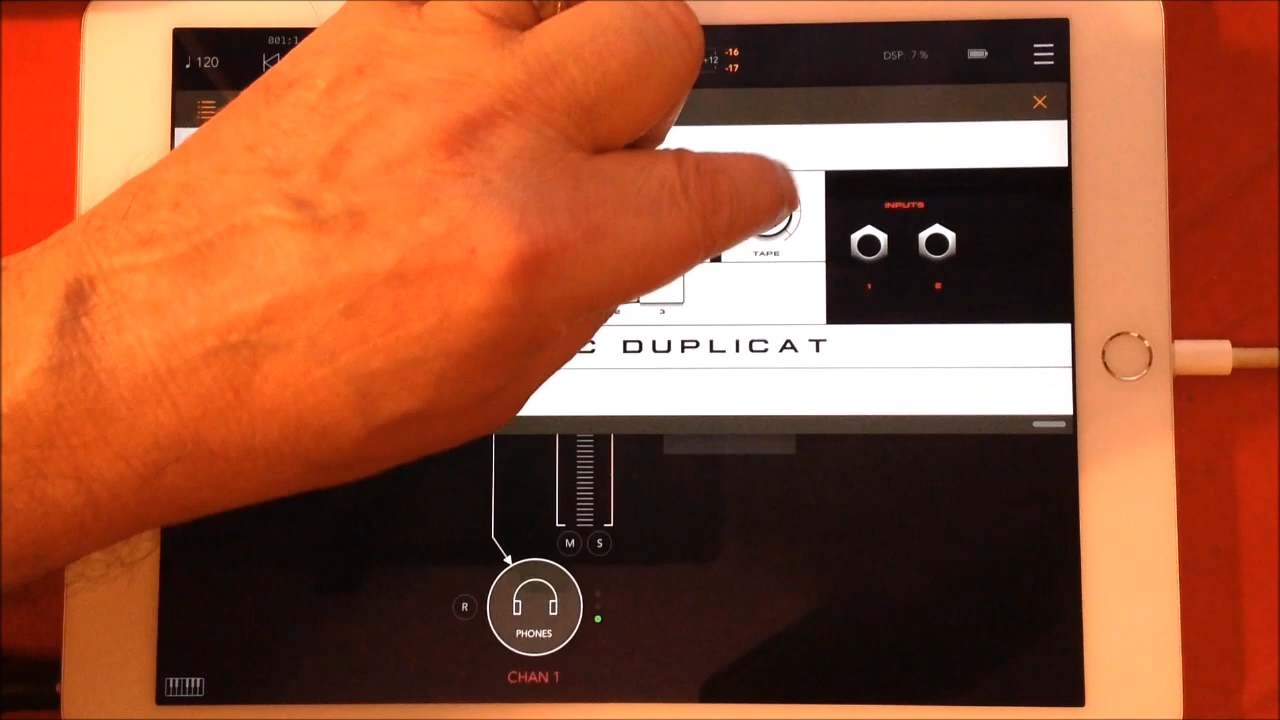 001:1
120
+12
-16
-17
DSP: 7 %
INPUTS
TAPE
1 2
3
C DUPLICAT
M S
R
PHONES
CHAN 1